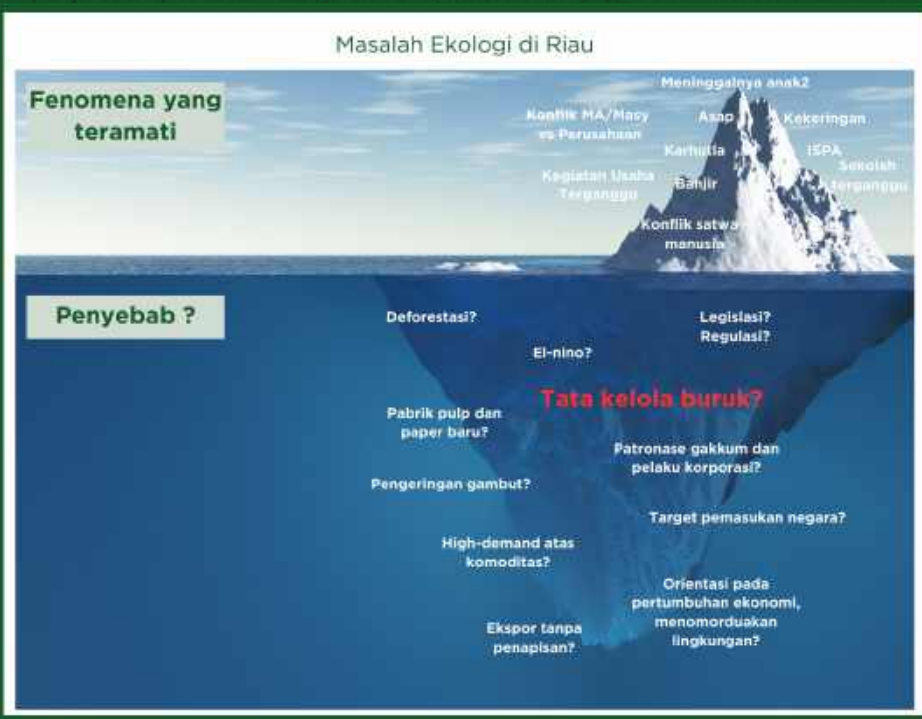 Masalah Ekologi di Riau
Fenomena yang
teramati
Meninggalnya anak2
Konflik MA/Masy
vs Perusahaan
Asap
Kekeringan
Karhutla
ISPA
Sekolah
terganggu
Kegiatan Usaha
Terganggu
Banjir
Konflik satwa
manusia
Penyebab ?
Deforestasi?
Legislasi?
Regulasi?
El-nino?
Tata kelola buruk?
Pabrik pulp dan
paper baru?
Patronase gakkum dan
pelaku korporasi?
Pengeringan gambut?
Target pemasukan negara?
High-demand atas
komoditas?
Orientasi pada
pertumbuhan ekonomi,
menomorduakan
lingkungan?
Ekspor tanpa
penapisan?